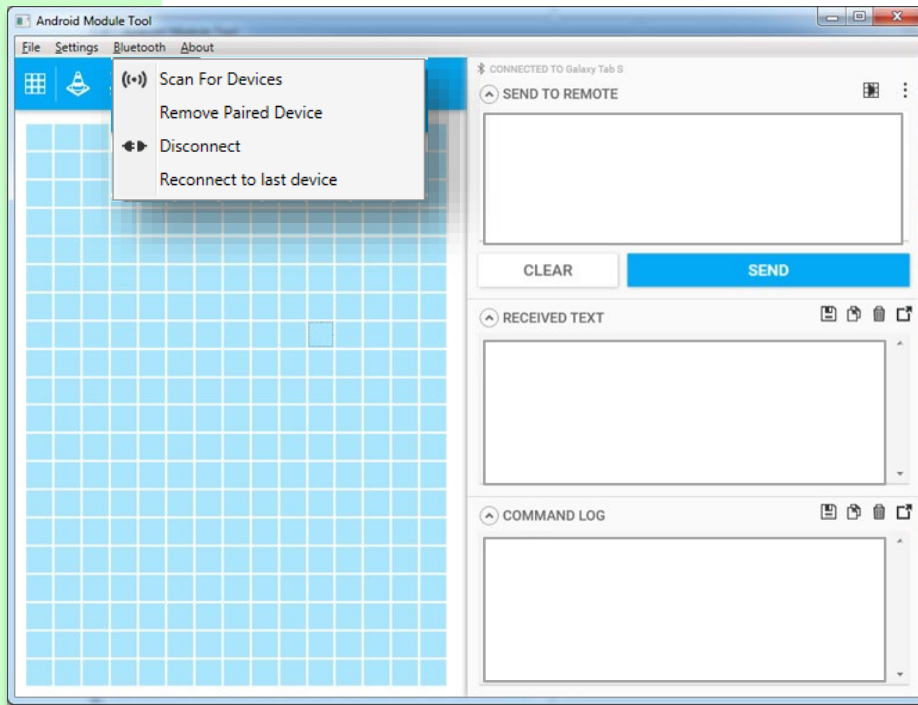 Android Module Tool
File Settings Bluetooth About
Scan For Devices
Remove Paired Device
Disconnect
Reconnect to last device
CONNECTED TO Galaxy Tab S
SEND TO REMOTE
CLEAR SEND
RECEIVED TEXT
COMMAND LOG